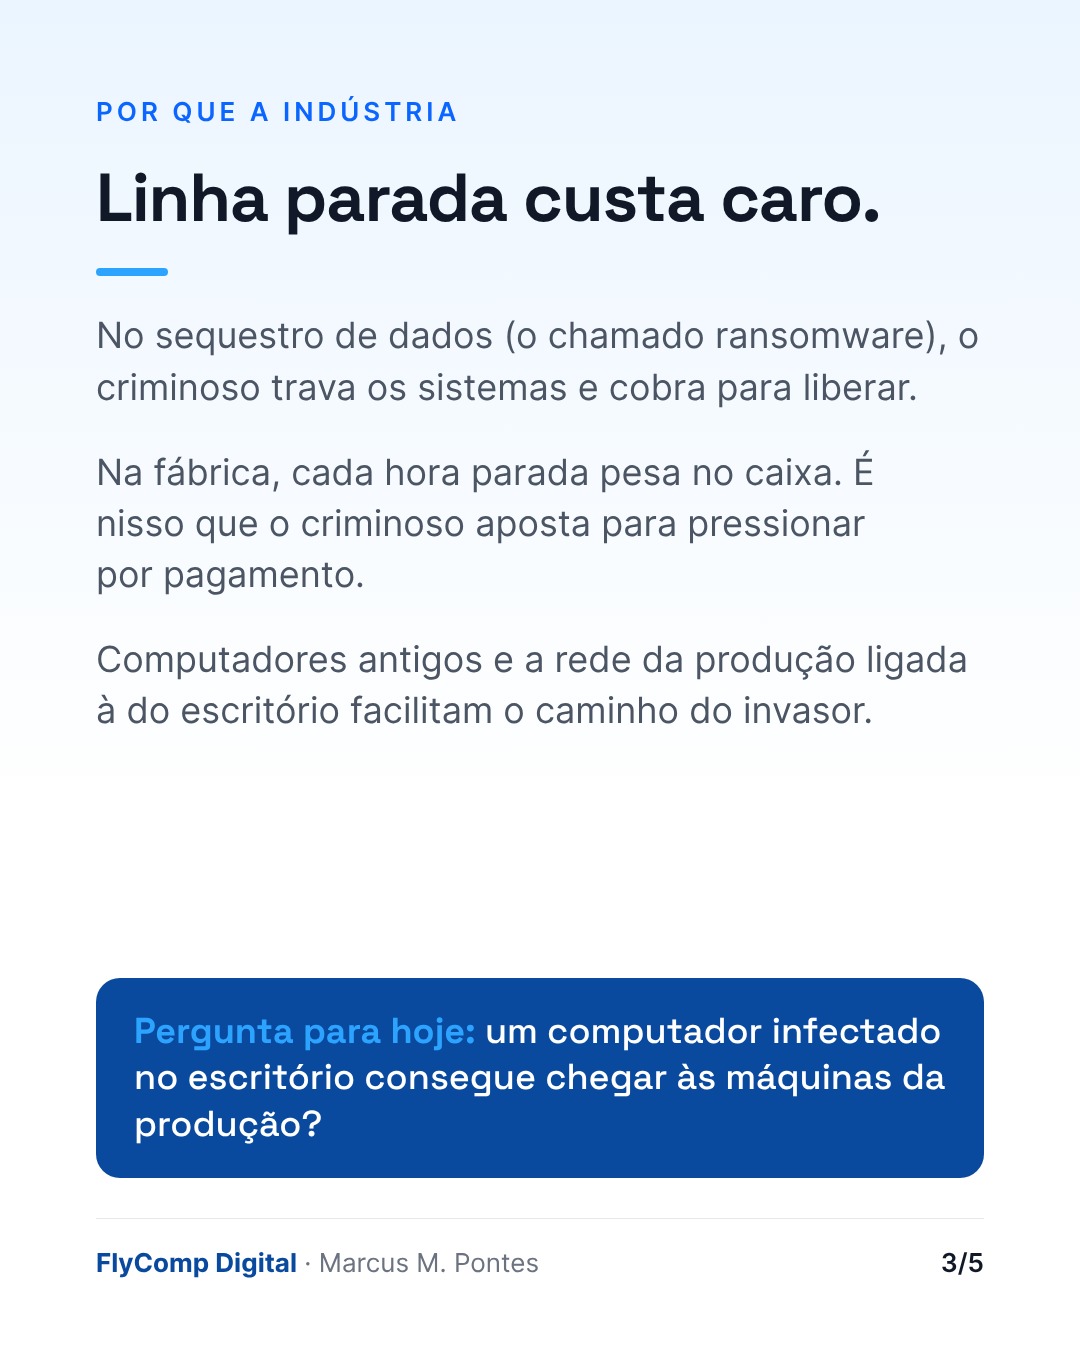 POR QUE A INDÚSTRIA
Linha parada custa caro.
No sequestro de dados (o chamado ransomware), o
criminoso trava os sistemas e cobra para liberar.
Na fábrica, cada hora parada pesa no caixa. É
nisso que o criminoso aposta para pressionar
por pagamento.
Computadores antigos e a rede da produção ligada
à do escritório facilitam o caminho do invasor.
Pergunta para hoje: um computador infectado
no escritório consegue chegar às máquinas da
produção?
FlyComp Digital · Marcus M. Pontes
3/5